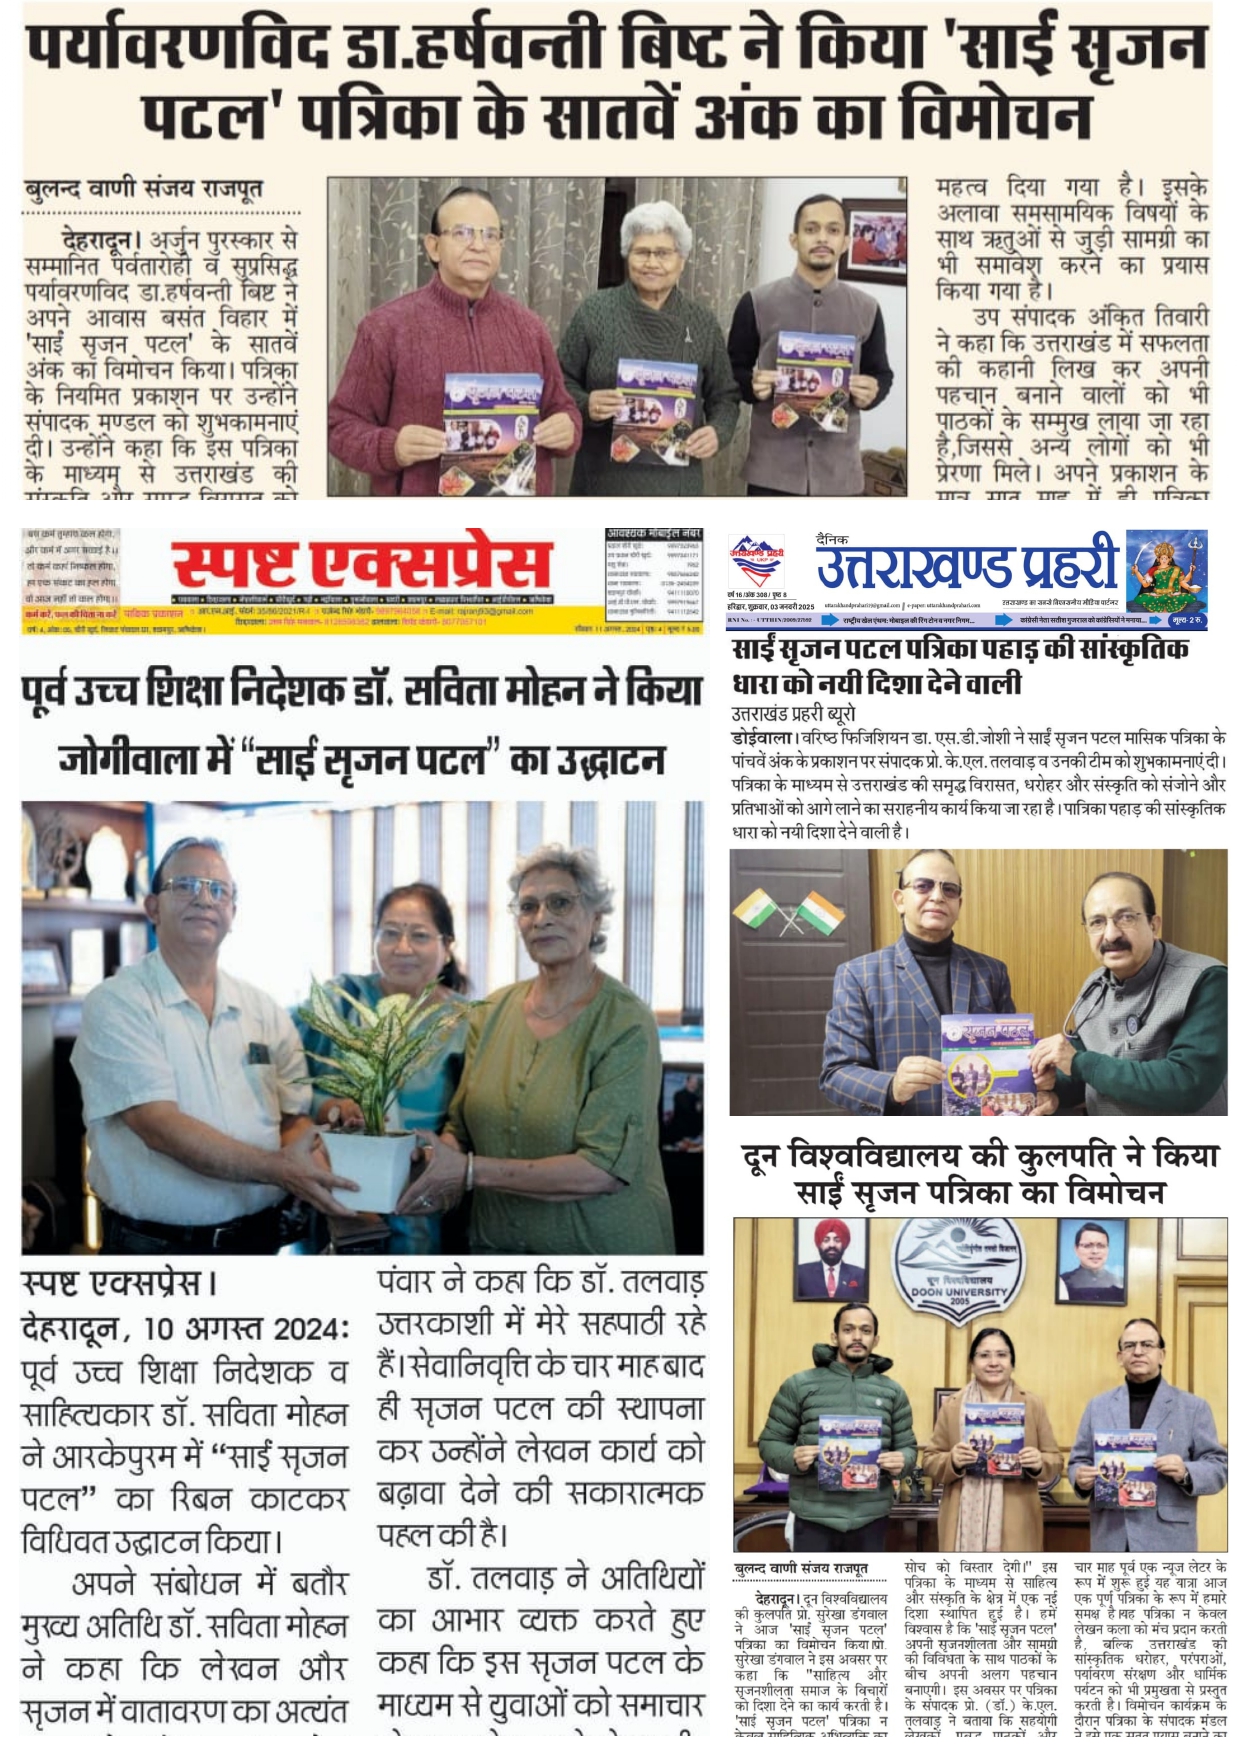 पर्यावरणविद डा.हर्षवन्ती बिष्ट ने किया 'साईं सृजन
पटल' पत्रिका के सातवें अंक का विमोचन
बुलन्द वाणी संजय राजपूत
देहरादून। अर्जुन पुरस्कार से
सम्मानित पर्वतारोही व सुप्रसिद्ध
पर्यावरणविद डा.हर्षवन्ती बिष्ट ने
अपने आवास बसंत विहार में
'साईं सृजन पटल' के सातवें
अंक का विमोचन किया। पत्रिका
के नियमित प्रकाशन पर उन्होंने
संपादक मण्डल को शुभकामनाएं
दी। उन्होंने कहा कि इस पत्रिका
के माध्यम से उत्तराखंड की
महत्व दिया गया है। इसके
अलावा समसामयिक विषयों के
साथ ऋतुओं से जुड़ी सामग्री का
भी समावेश करने का प्रयास
किया गया है।
उप संपादक अंकित तिवारी
ने कहा कि उत्तराखंड में सफलता
की कहानी लिख कर अपनी
पहचान बनाने वालों को भी
पाठकों के सम्मुख लाया जा रहा
है,जिससे अन्य लोगों को भी
प्रेरणा मिले। अपने प्रकाशन के
स्पष्ट एक्सप्रेस
पाक्षिक प्रकाशन
पूर्व उच्च शिक्षा निदेशक डॉ. सविता मोहन ने किया
जोगीवाला में “साईं सृजन पटल” का उद्घाटन
स्पष्ट एक्सप्रेस।
देहरादून, 10 अगस्त 2024:
पूर्व उच्च शिक्षा निदेशक व
साहित्यकार डॉ. सविता मोहन
ने आरकेपुरम में “साईं सृजन
पटल” का रिबन काटकर
विधिवत उद्घाटन किया।
अपने संबोधन में बतौर
मुख्य अतिथि डॉ. सविता मोहन
ने कहा कि लेखन और
सृजन में वातावरण का अत्यंत
पंवार ने कहा कि डॉ. तलवाड़
उत्तरकाशी में मेरे सहपाठी रहे
हैं। सेवानिवृत्ति के चार माह बाद
ही सृजन पटल की स्थापना
कर उन्होंने लेखन कार्य को
बढ़ावा देने की सकारात्मक
पहल की है।
डॉ. तलवाड़ ने अतिथियों
का आभार व्यक्त करते हुए
कहा कि इस सृजन पटल के
माध्यम से युवाओं को समाचार
दैनिक
उत्तराखण्ड प्रहरी
वर्ष 16 /अंक 308 / पृष्ठ 8
हरिद्वार, शुक्रवार, 03 जनवरी 2025
मूल्य- 2 रु.
साईं सृजन पटल पत्रिका पहाड़ की सांस्कृतिक
धारा को नयी दिशा देने वाली
उत्तराखंड प्रहरी ब्यूरो
डोईवाला। वरिष्ठ फिजिशियन डा. एस.डी.जोशी ने साईं सृजन पटल मासिक पत्रिका के
पांचवें अंक के प्रकाशन पर संपादक प्रो. के.एल.तलवाड़ व उनकी टीम को शुभकामनाएं दी।
पत्रिका के माध्यम से उत्तराखंड की समृद्ध विरासत, धरोहर और संस्कृति को संजोने और
प्रतिभाओं को आगे लाने का सराहनीय कार्य किया जा रहा है। पात्रिका पहाड़ की सांस्कृतिक
धारा को नयी दिशा देने वाली है।
दून विश्वविद्यालय की कुलपति ने किया
साईं सृजन पत्रिका का विमोचन
दून विश्वविद्यालय
DOON UNIVERSITY
2005
बुलन्द वाणी संजय राजपूत
देहरादून। दून विश्वविद्यालय
की कुलपति प्रो. सुरेखा डंगवाल
ने आज 'साईं सृजन पटल'
पत्रिका का विमोचन किया।प्रो.
सुरेखा डंगवाल ने इस अवसर पर
कहा कि "साहित्य और
सृजनशीलता समाज के विचारों
को दिशा देने का कार्य करती है।
'साईं सृजन पटल' पत्रिका न
सोच को विस्तार देगी।" इस
पत्रिका के माध्यम से साहित्य
और संस्कृति के क्षेत्र में एक नई
दिशा स्थापित हुई है। हमें
विश्वास है कि 'साईं सृजन पटल'
अपनी सृजनशीलता और सामग्री
की विविधता के साथ पाठकों के
बीच अपनी अलग पहचान
बनाएगी। इस अवसर पर पत्रिका
के संपादक प्रो. (डॉ.) के.एल.
तलवाड़ ने बताया कि सहयोगी
चार माह पूर्व एक न्यूज लेटर के
रूप में शुरू हुई यह यात्रा आज
एक पूर्ण पत्रिका के रूप में हमारे
समक्ष है।यह पत्रिका न केवल
लेखन कला को मंच प्रदान करती
है, बल्कि उत्तराखंड की
सांस्कृतिक धरोहर, परंपराओं,
पर्यावरण संरक्षण और धार्मिक
पर्यटन को भी प्रमुखता से प्रस्तुत
करती है। विमोचन कार्यक्रम के
दौरान पत्रिका के संपादक मंडल